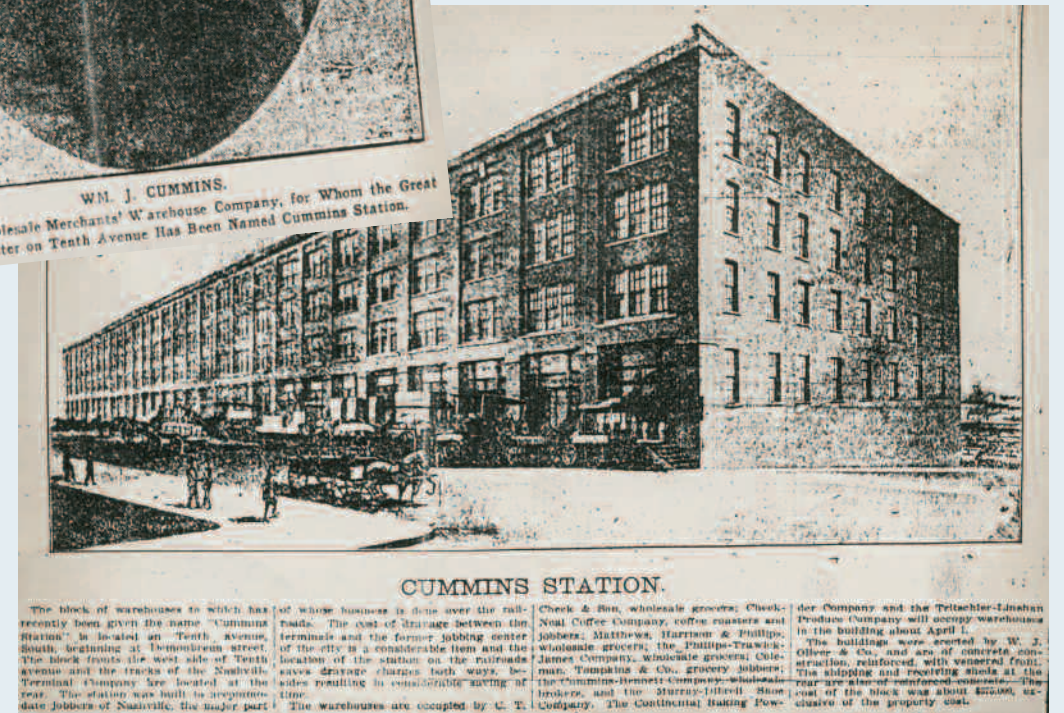 WM. J. CUMMINS.
lesale Merchants' Warehouse Company, for Whom the Great
ter on Tenth Avenue Has Been Named Cummins Station.
CUMMINS STATION.
The block of warehouses to which has
recently been given the name "Cummins
Station" is located on Tenth avenue,
South, beginning at Demonbreun street.
The block fronts the west side of Tenth
avenue and the tracks of the Nashville
Terminal Company are located at the
rear. The station was built to accommo-
date jobbers of Nashville, the major part
of whose business is done over the rail-
roads. The cost of drayage between the
terminals and the former jobbing center
of the city is a considerable item and the
location of the station on the railroads
saves drayage charges both ways, be-
sides resulting in considerable saving of
time.
The warehouses are occupied by C. T.
Cheek & Son, wholesale grocers; Cheek-
Neal Coffee Company, coffee roasters and
jobbers; Matthews, Harrison & Phillips,
wholesale grocers; the Phillips-Trawick-
James Company, wholesale grocers; Cole-
man, Tompkins & Co., grocery jobbers;
the Cummins-Bennett Company, wholesale
brokers, and the Murray-Dibrell Shoe
Company. The Continental Baking Pow-
der Company and the Tritschler-Linehan
Produce Company will occupy warehouses
in the building about April 1.
The buildings were erected by W. J.
Oliver & Co., and are of concrete con-
struction, reinforced, with veneered front.
The shipping and receiving sheds at the
rear are also of reinforced concrete. The
cost of the block was about ex-
clusive of the property cost.